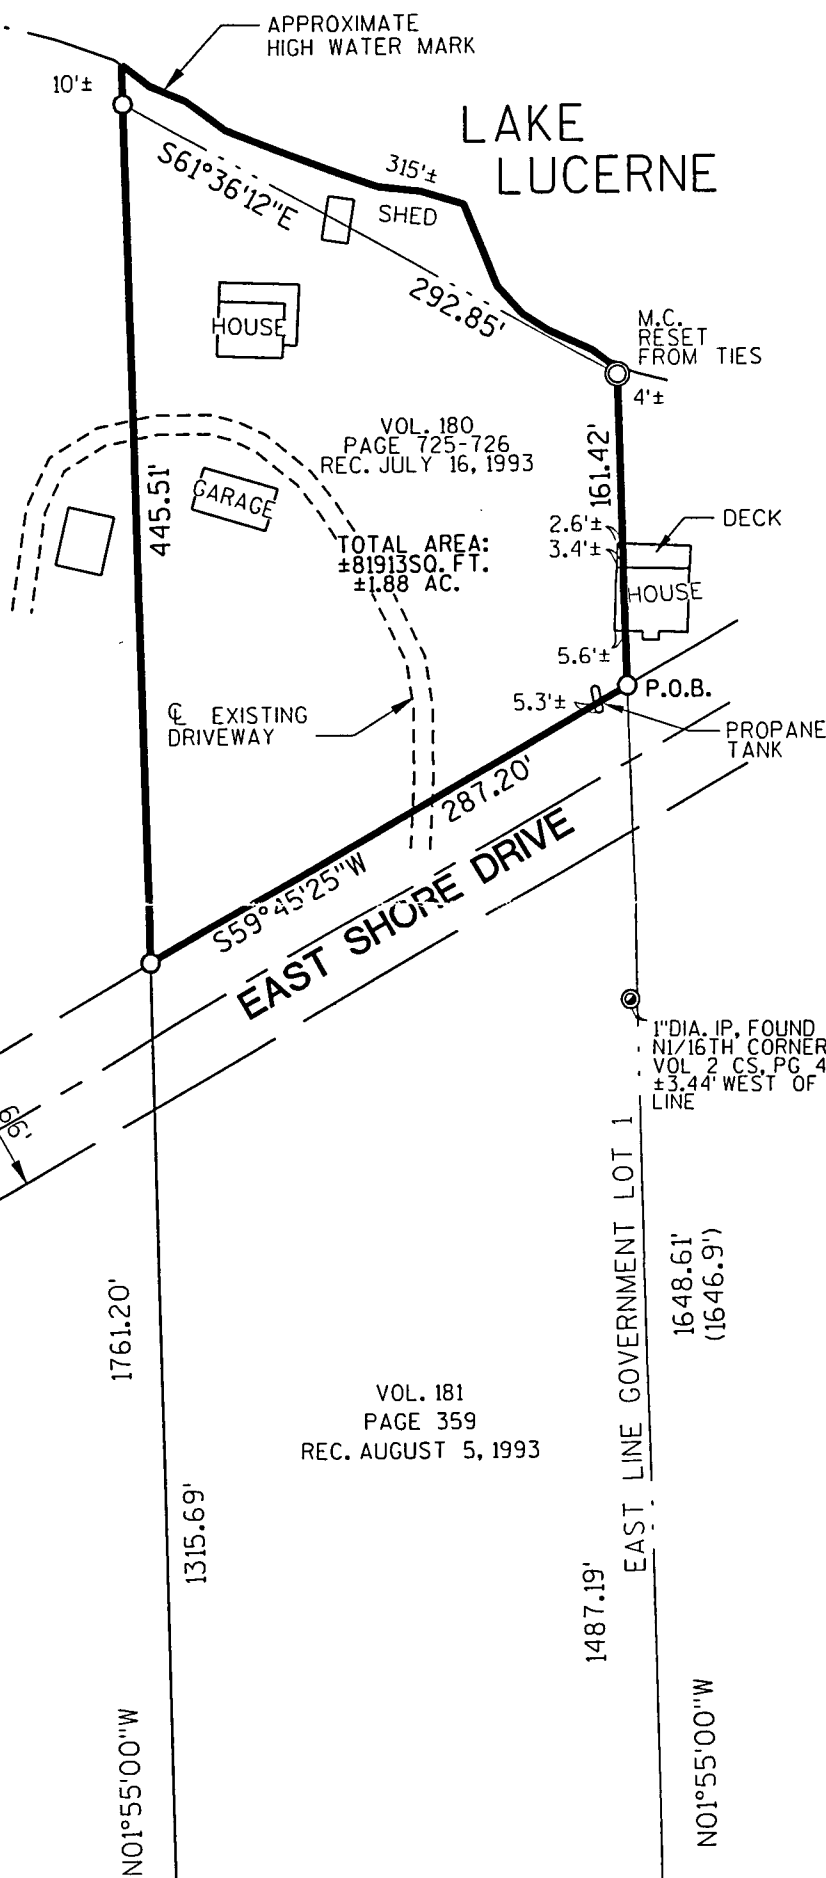 APPROXIMATE
HIGH WATER MARK
10'±
LAKE
LUCERNE
S61°36'12"E
315'±
SHED
292.85'
HOUSE
M.C.
RESET
FROM TIES
4'±
VOL. 180
PAGE 725-726
REC. JULY 16, 1993
445.51'
161.42'
GARAGE
2.6'±
3.4'±
DECK
TOTAL AREA:
±81913SQ. FT.
±1.88 AC.
HOUSE
5.6'±
P.O.B.
5.3'±
℄ EXISTING
DRIVEWAY
PROPANE
TANK
287.20'
S59°45'25"W
EAST SHORE DRIVE
1"DIA. IP, FOUND
N1/16TH CORNER
VOL 2 CS, PG 4
±3.44' WEST OF
LINE
66'
EAST LINE GOVERNMENT LOT 1
1648.61'
(1646.9')
1761.20'
VOL. 181
PAGE 359
REC. AUGUST 5, 1993
1315.69'
1487.19'
N01°55'00"W
N01°55'00"W